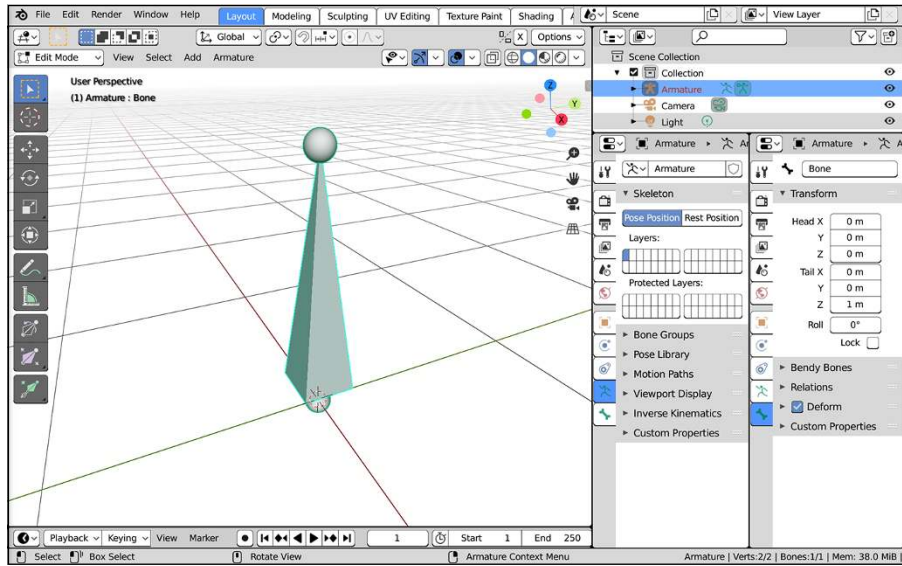 File Edit Render Window Help Layout Modeling Sculpting UV Editing Texture Paint Shading Scene View Layer
Global X Options
Edit Mode View Select Add Armature
User Perspective
(1) Armature : Bone
Z
Y
X
Scene Collection
Collection
Armature
Camera
Light
Armature
Armature
Skeleton
Pose Position Rest Position
Layers:
Protected Layers:
Bone Groups
Pose Library
Motion Paths
Viewport Display
Inverse Kinematics
Custom Properties
Armature
Bone
Transform
Head X 0 m
Y 0 m
Z 0 m
Tail X 0 m
Y 0 m
Z 1 m
Roll 0°
Lock
Bendy Bones
Relations
Deform
Custom Properties
Playback Keying View Marker 1 Start 1 End 250
Select Box Select Rotate View Armature Context Menu Armature | Verts:2/2 | Bones:1/1 | Mem: 38.0 MiB |